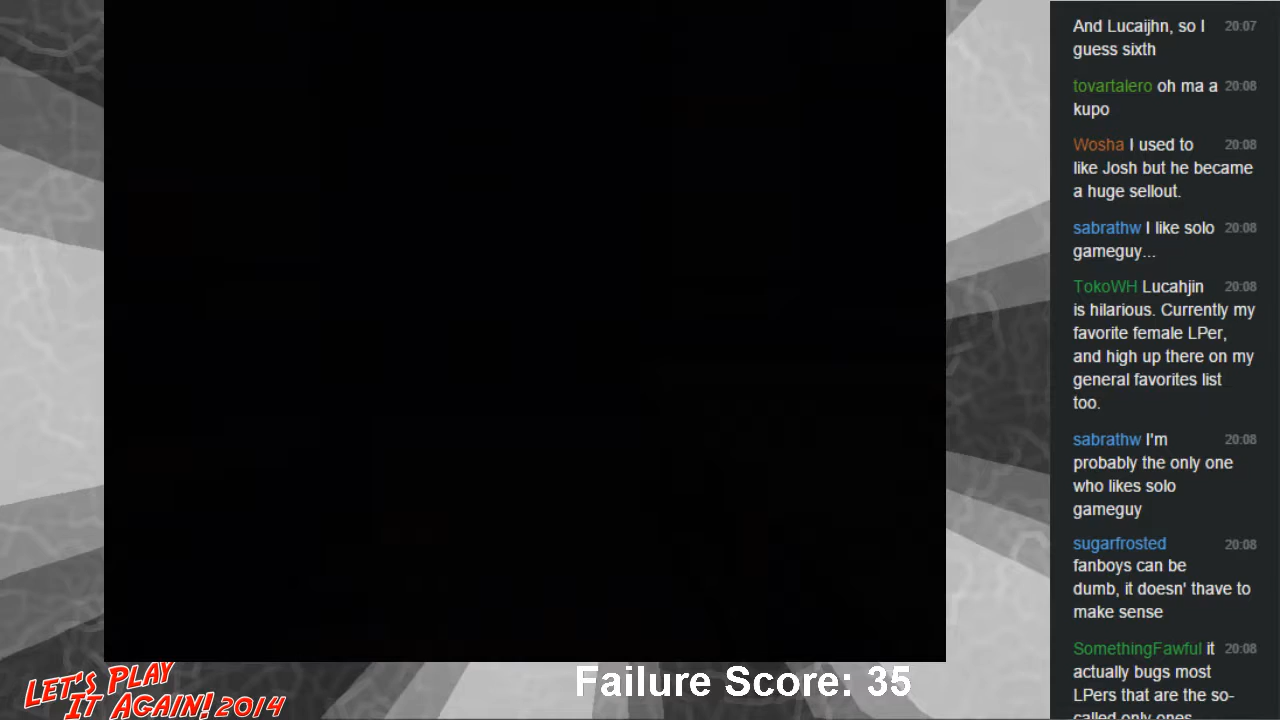 And Lucaijhn, so I 20:07
guess sixth
tovartalero oh ma a 20:08
kupo
Wosha I used to 20:08
like Josh but he became
a huge sellout.
sabrathw I like solo 20:08
gameguy...
TokoWH Lucahjin 20:08
is hilarious. Currently my
favorite female LPer,
and high up there on my
general favorites list
too.
sabrathw I'm 20:08
probably the only one
who likes solo
gameguy
sugarfrosted 20:08
fanboys can be
dumb, it doesn' thave to
make sense
SomethingFawful it 20:08
actually bugs most
LPers that are the so-
called only ones
LET'S PLAY
IT AGAIN! 2014
Failure Score: 35